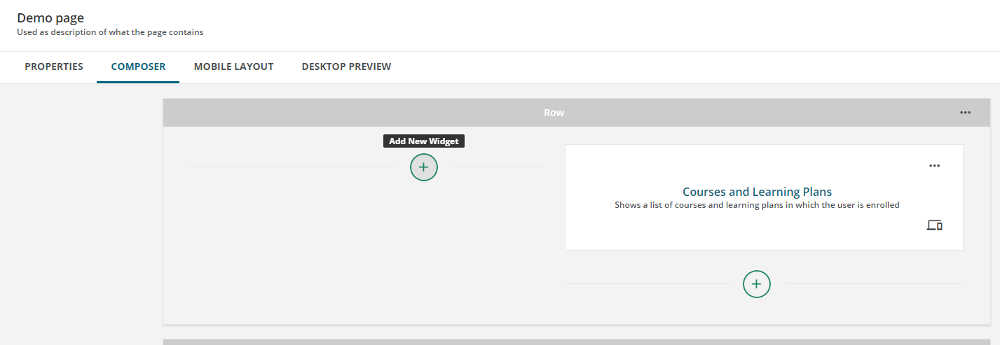 Demo page
Used as description of what the page contains
PROPERTIES
COMPOSER
MOBILE LAYOUT
DESKTOP PREVIEW
Row
Add New Widget
Courses and Learning Plans
Shows a list of courses and learning plans in which the user is enrolled